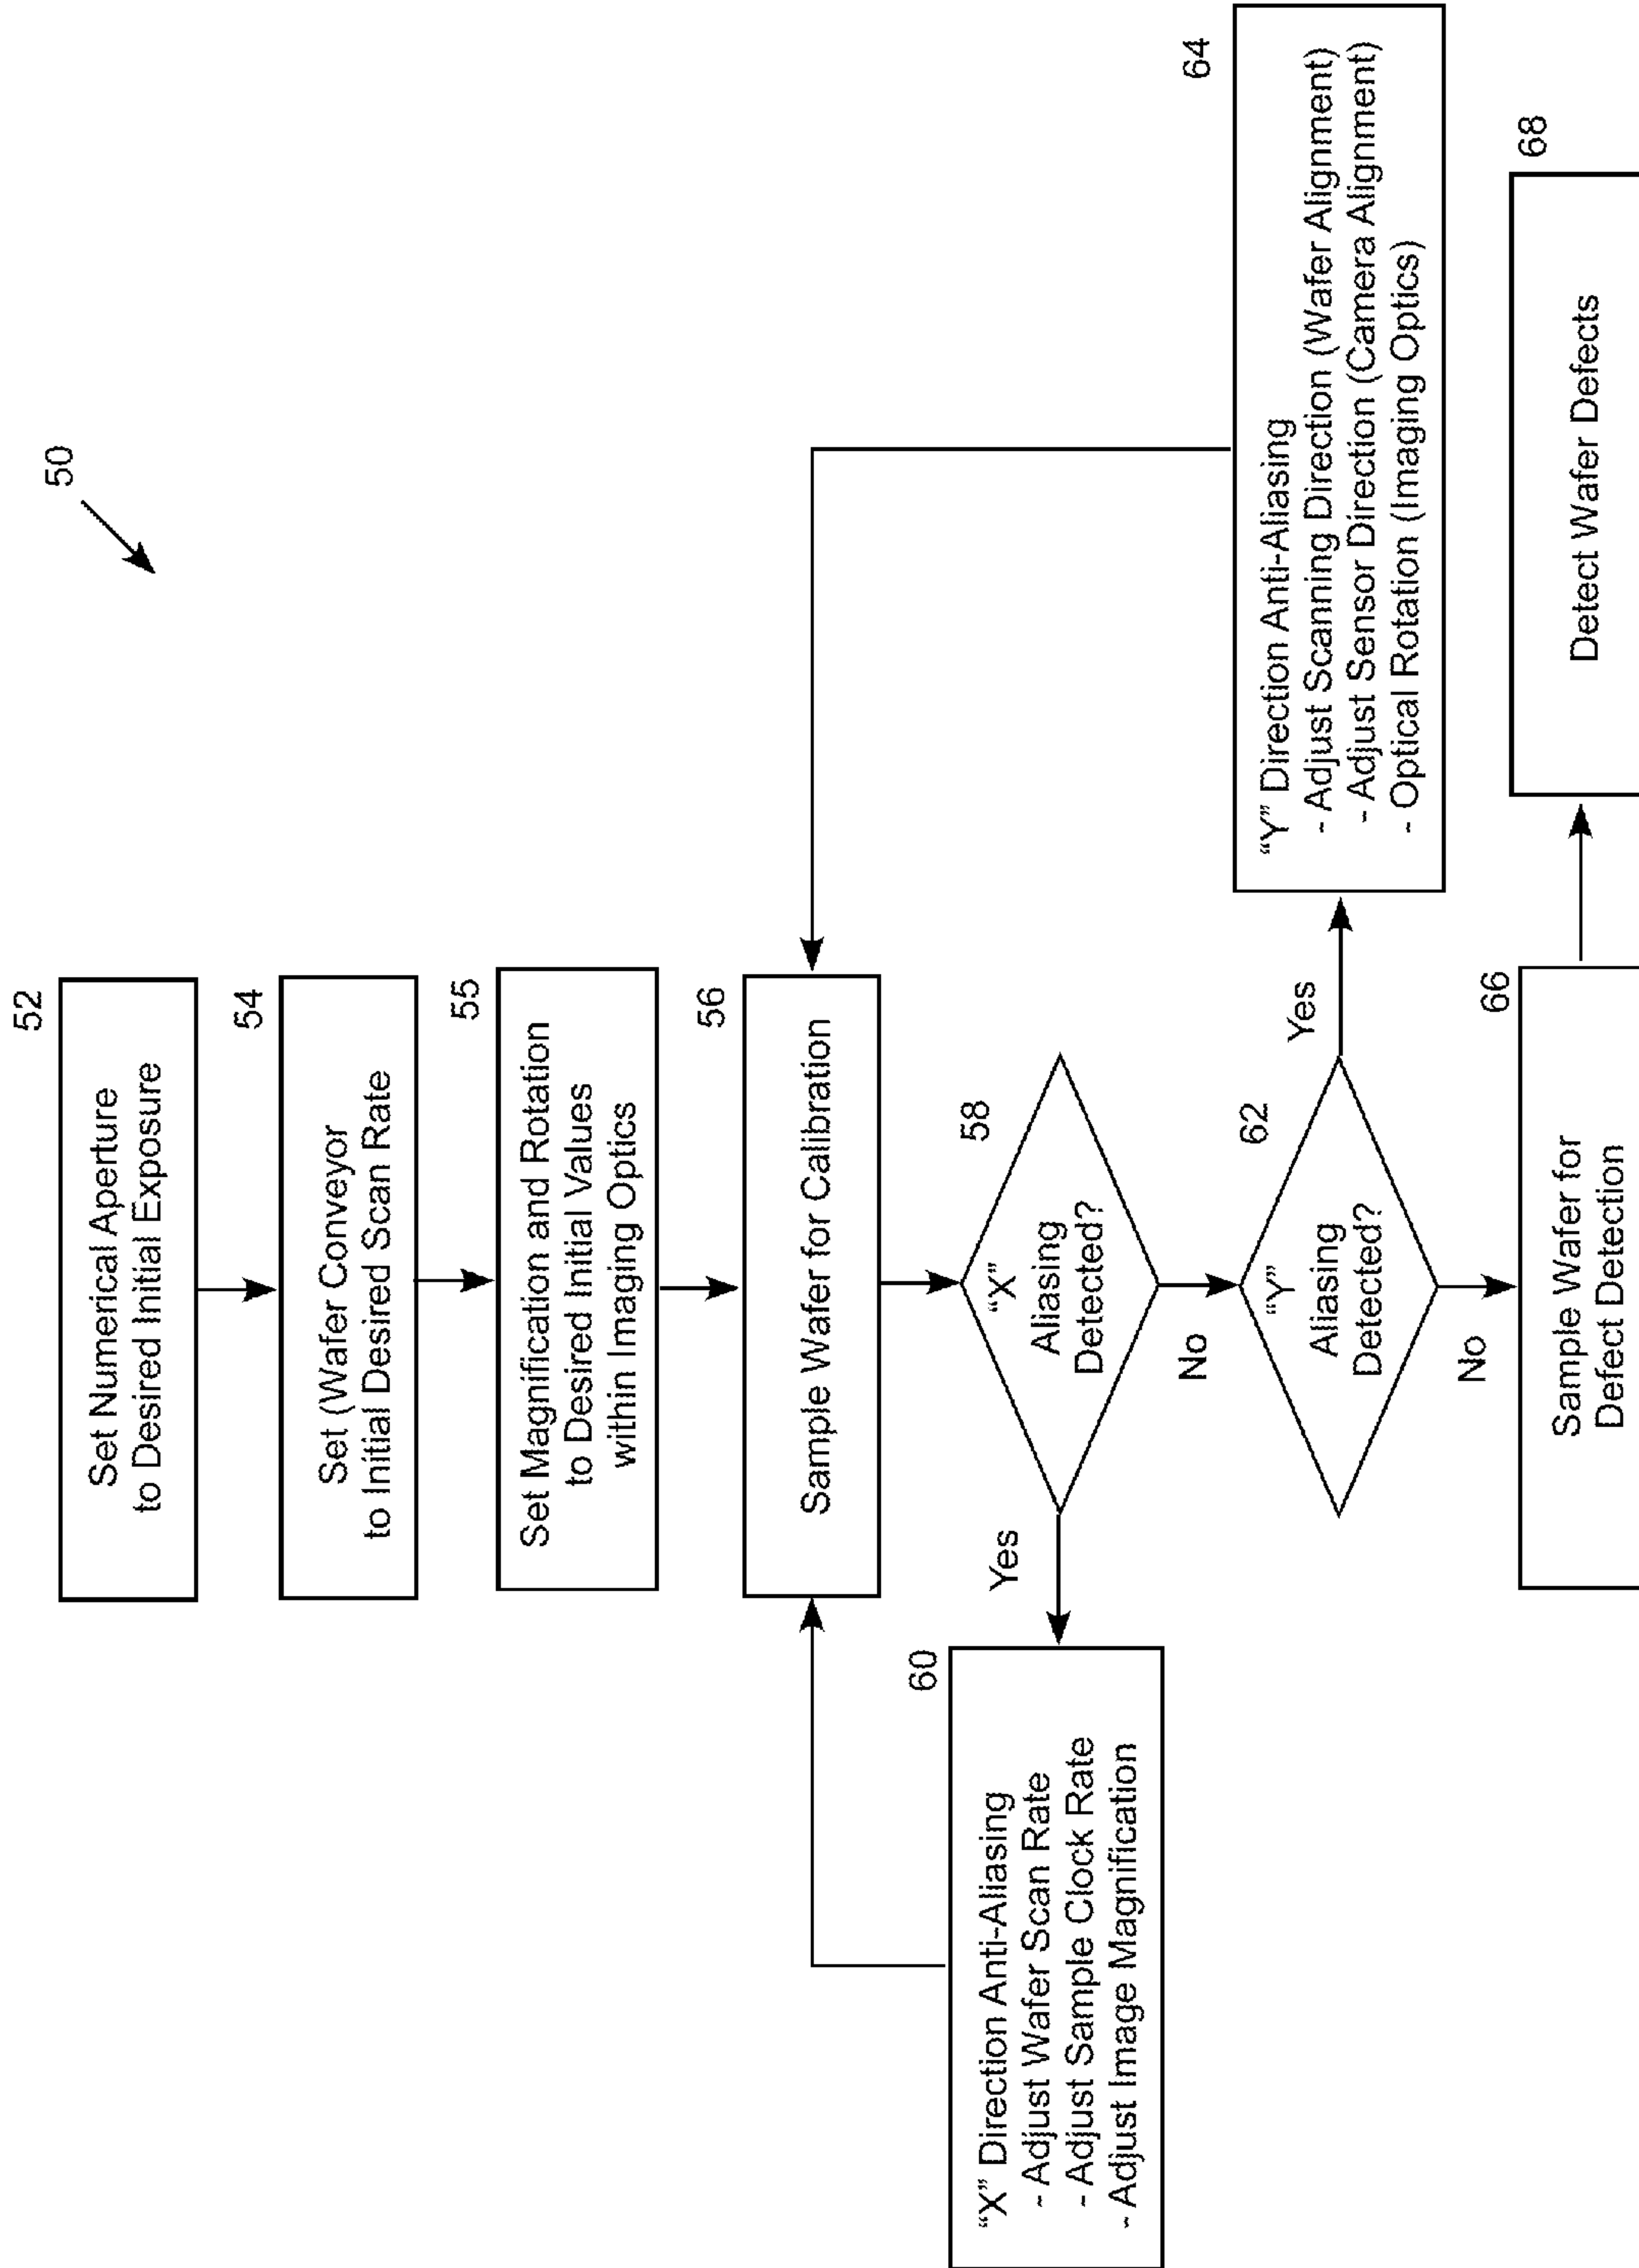 50
52
Set Numerical Aperture
to Desired Initial Exposure
54
Set (Wafer Conveyor
to Initial Desired Scan Rate
55
Set Magnification and Rotation
to Desired Initial Values
within Imaging Optics
56
Sample Wafer for Calibration
58
“X”
Aliasing
Detected?
Yes
No
60
“X” Direction Anti-Aliasing
- Adjust Wafer Scan Rate
- Adjust Sample Clock Rate
- Adjust Image Magnification
62
“Y”
Aliasing
Detected?
Yes
No
64
“Y” Direction Anti-Aliasing
- Adjust Scanning Direction (Wafer Alignment)
- Adjust Sensor Direction (Camera Alignment)
- Optical Rotation (Imaging Optics)
66
Sample Wafer for
Defect Detection
68
Detect Wafer Defects